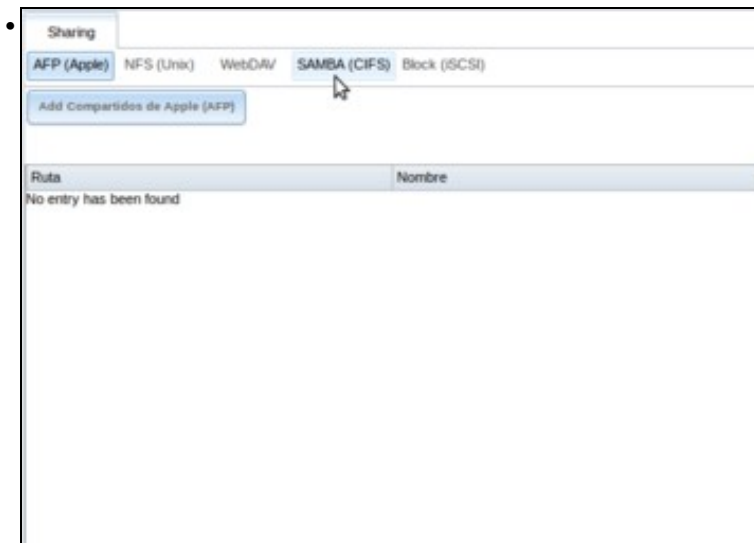 Sharing
AFP (Apple) NFS (Unix) WebDAV SAMBA (CIFS) Block (iSCSI)
Add Compartidos de Apple (AFP)
Ruta Nombre
No entry has been found